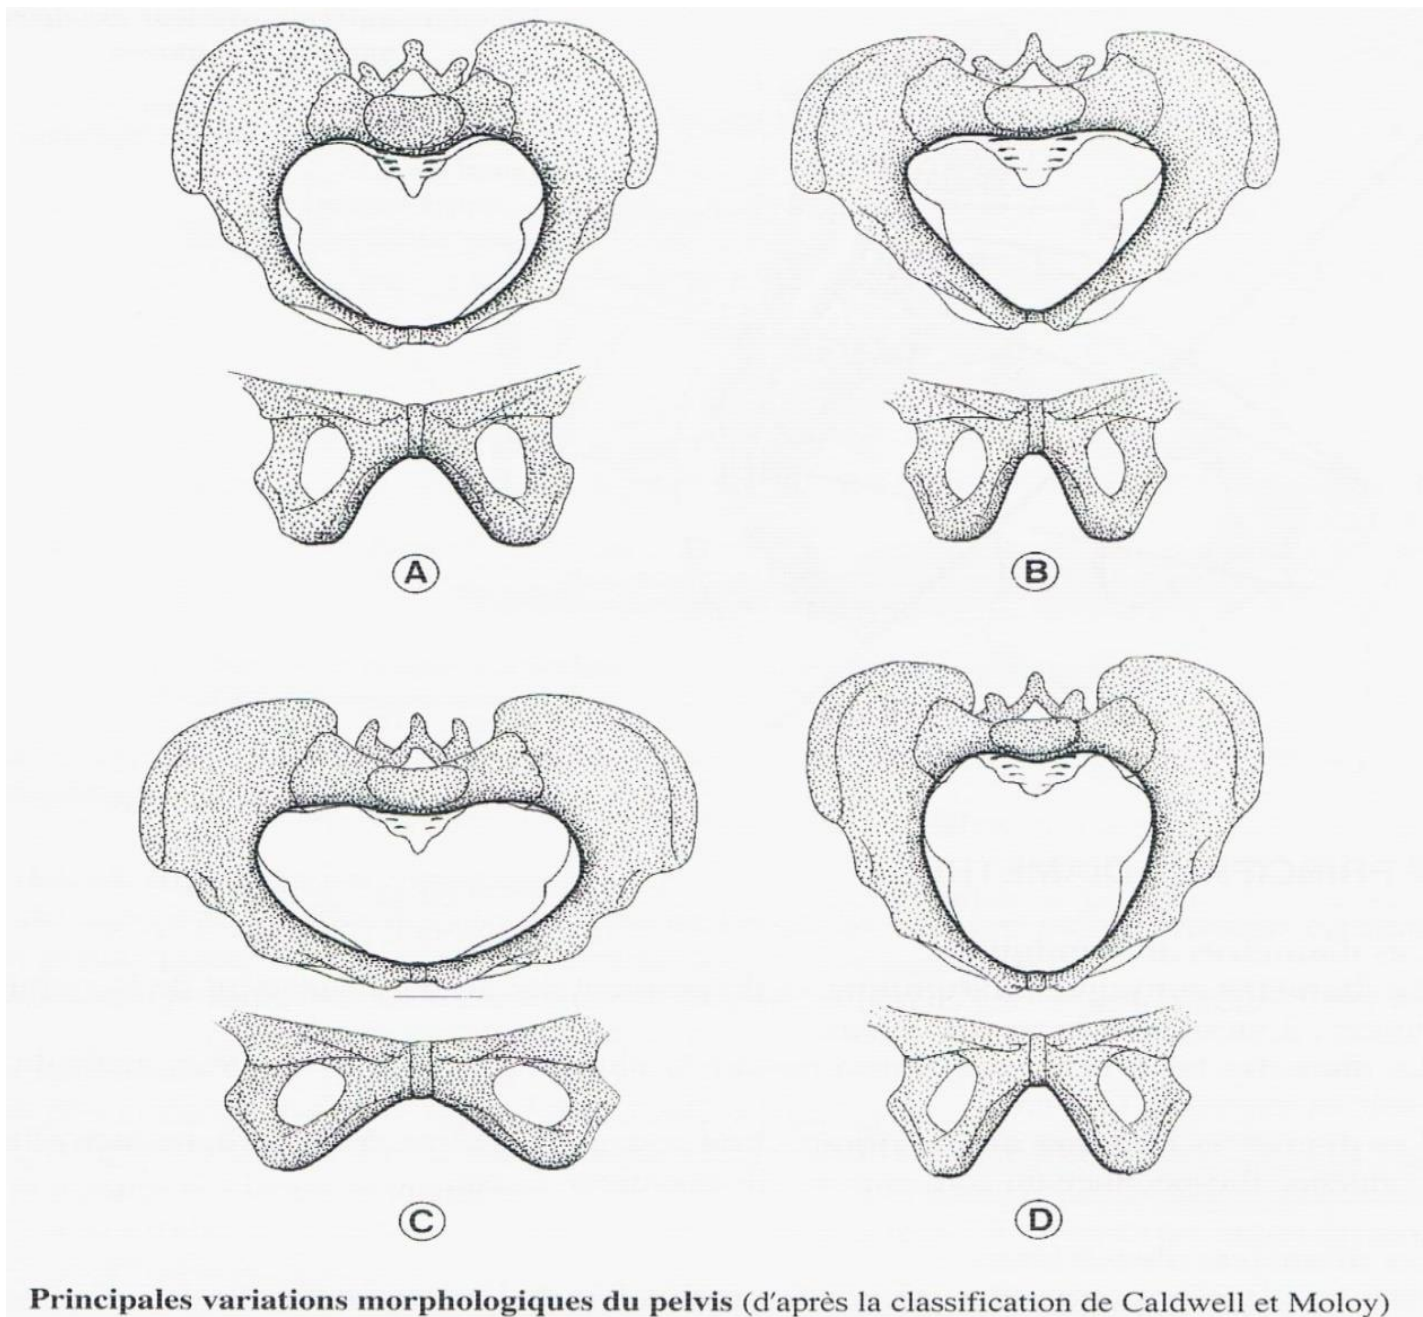 A
B
C
D
Principales variations morphologiques du pelvis (d'après la classification de Caldwell et Moloy)